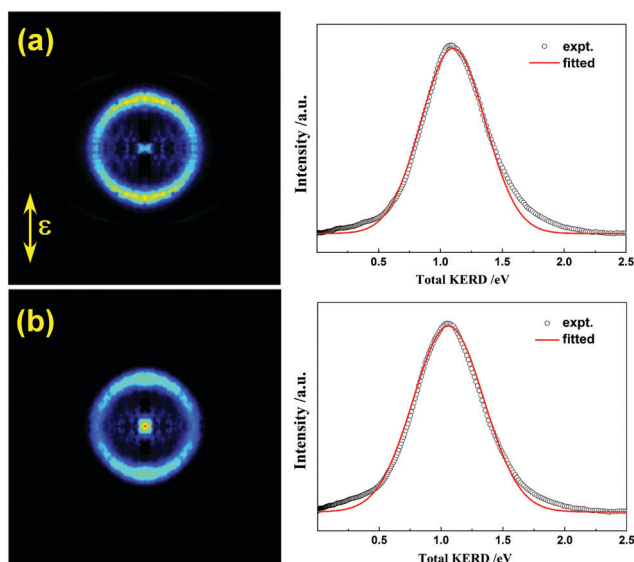 (a)
ε
Intensity /a.u.
expt.
fitted
0.5 1.0 1.5 2.0 2.5
Total KERD /eV
(b)
Intensity /a.u.
expt.
fitted
0.5 1.0 1.5 2.0 2.5
Total KERD /eV